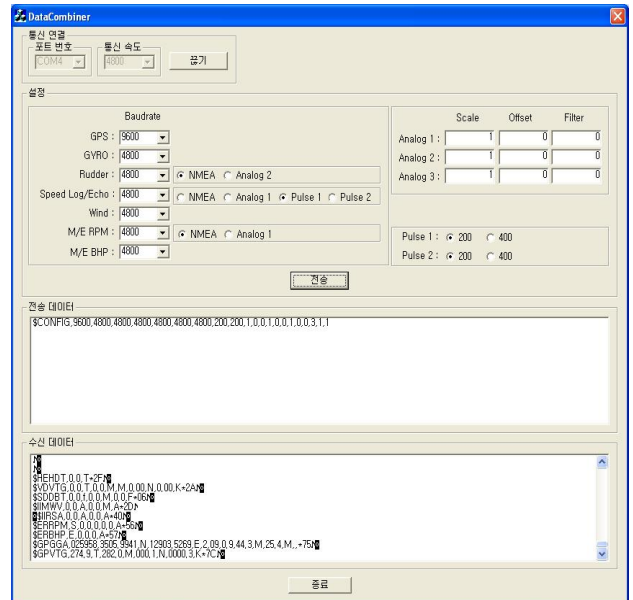 DataCombiner
통신 연결
포트 번호 통신 속도
COM4 4800 끊기
설정
Baudrate Scale Offset Filter
GPS : 9600
Analog 1 : 1 0 0
GYRO : 4800
Analog 2 : 1 0 0
Rudder : 4800 NMEA Analog 2
Analog 3 : 1 0 0
Speed Log/Echo : 4800 NMEA Analog 1 Pulse 1 Pulse 2
Wind : 4800
M/E RPM : 4800 NMEA Analog 1
Pulse 1 : 200 400
M/E BHP : 4800
Pulse 2 : 200 400
전송
전송 데이터
$CONFIG,9600,4800,4800,4800,4800,4800,4800,200,200,1,0,0,1,0,0,1,0,0,3,1,1
수신 데이터
$HEHDT,0.0,T*2F
$VDVTG,0.0,T,0.0,M,M,0.00,N,0.00,K*2A
$SDDBT,0.0,f,0.0,M,0.0,F*06
$IIMWV,0.0,A,0.0,M,A*2D
$IIRSA,0.0,A,0.0,A*40
$ERRPM,S,0,0.0,0.0,A*56
$ERBHP,E,0,0.0,A*57
$GPGGA,025958,3505.9941,N,12903.5269,E,2,09,0.9,44.3,M,25.4,M,,*75
$GPVTG,274.9,T,282.0,M,000.1,N,0000.3,K*7C
종료